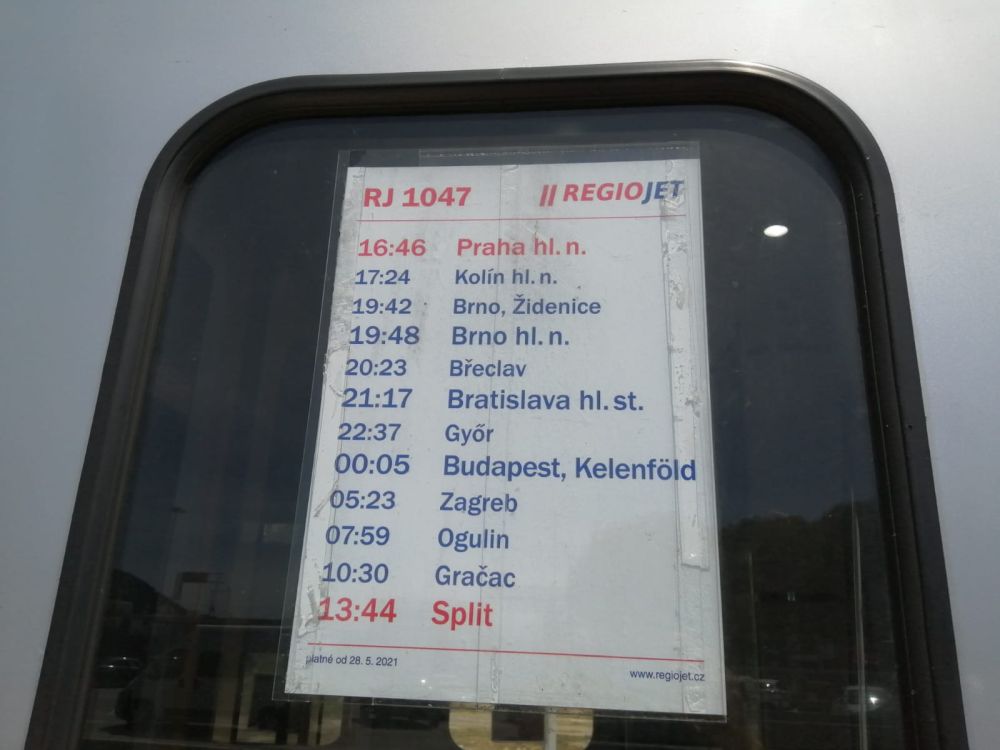 RJ 1047 REGIOJET
16:46 Praha hl. n.
17:24 Kolín hl. n.
19:42 Brno, Židenice
19:48 Brno hl. n.
20:23 Břeclav
21:17 Bratislava hl. st.
22:37 Győr
00:05 Budapest, Kelenföld
05:23 Zagreb
07:59 Ogulin
10:30 Gračac
13:44 Split
platné od 28. 5. 2021
www.regiojet.cz